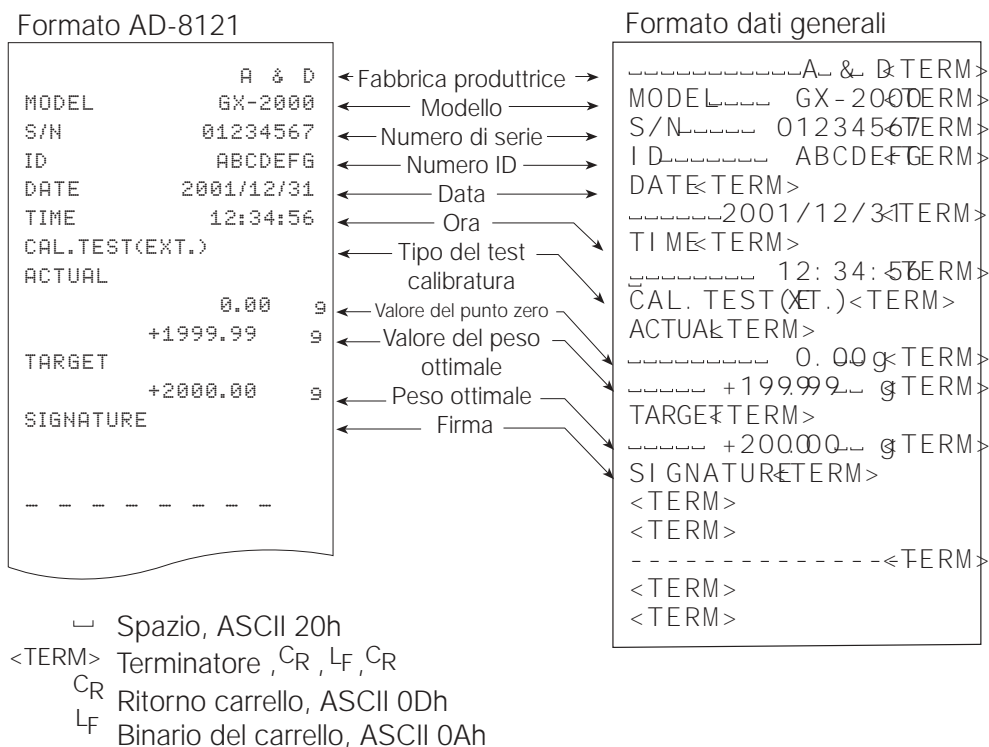 Formato AD-8121
A & D
MODEL GX-2000
S/N 01234567
ID ABCDEFG
DATE 2001/12/31
TIME 12:34:56
CAL.TEST(EXT.)
ACTUAL
0.00 g
+1999.99 g
TARGET
+2000.00 g
SIGNATURE
_ _ _ _ _ _ _ _
Fabbrica produttrice
Modello
Numero di serie
Numero ID
Data
Ora
Tipo del test
calibratura
Valore del punto zero
Valore del peso
ottimale
Peso ottimale
Firma
Formato dati generali
␣␣␣␣␣␣␣␣␣␣␣A␣&␣D<TERM>
MODEL␣␣␣␣ GX-2000<TERM>
S/N␣␣␣␣␣ 01234567<TERM>
ID␣␣␣␣␣␣␣ ABCDEFG<TERM>
DATE<TERM>
␣␣␣␣␣␣2001/12/31<TERM>
TIME<TERM>
␣␣␣␣␣␣␣␣ 12:34:56<TERM>
CAL.TEST(EXT.)<TERM>
ACTUAL<TERM>
␣␣␣␣␣␣␣␣␣ 0.00 g<TERM>
␣␣␣␣␣ +1999.99␣␣ g<TERM>
TARGET<TERM>
␣␣␣␣␣ +2000.00␣␣ g<TERM>
SIGNATURE<TERM>
<TERM>
<TERM>
---------------<TERM>
<TERM>
<TERM>
␣ Spazio, ASCII 20h
<TERM> Terminatore ,CR ,LF,CR
CR Ritorno carrello, ASCII 0Dh
LF Binario del carrello, ASCII 0Ah